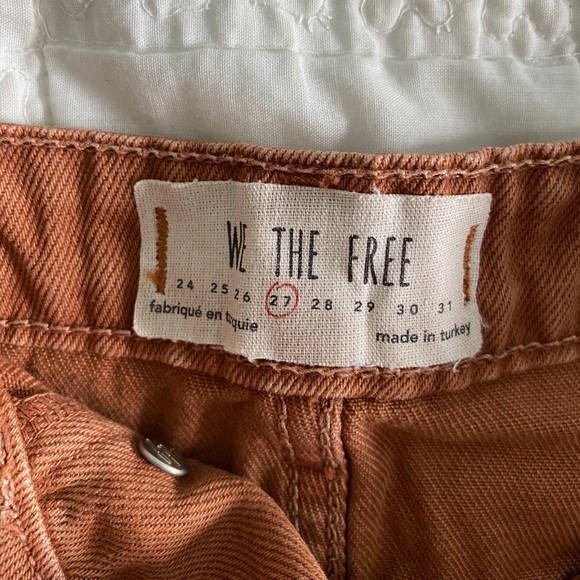 WE THE FREE
24 25 26 27 28 29 30 31
fabriqué en turquie made in turkey